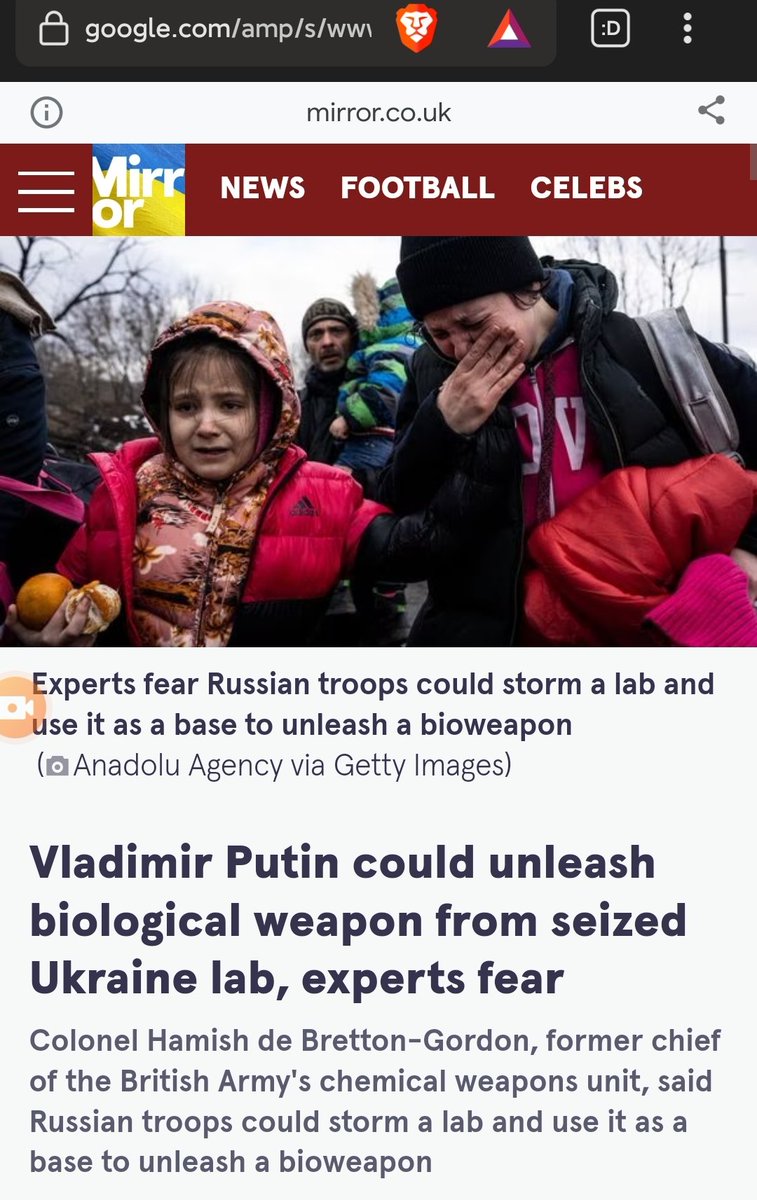 google.com/amp/s/www
:D
mirror.co.uk
Mirr
or
NEWS FOOTBALL CELEBS
adidas
Experts fear Russian troops could storm a lab and
use it as a base to unleash a bioweapon
(Anadolu Agency via Getty Images)
Vladimir Putin could unleash
biological weapon from seized
Ukraine lab, experts fear
Colonel Hamish de Bretton-Gordon, former chief
of the British Army's chemical weapons unit, said
Russian troops could storm a lab and use it as a
base to unleash a bioweapon